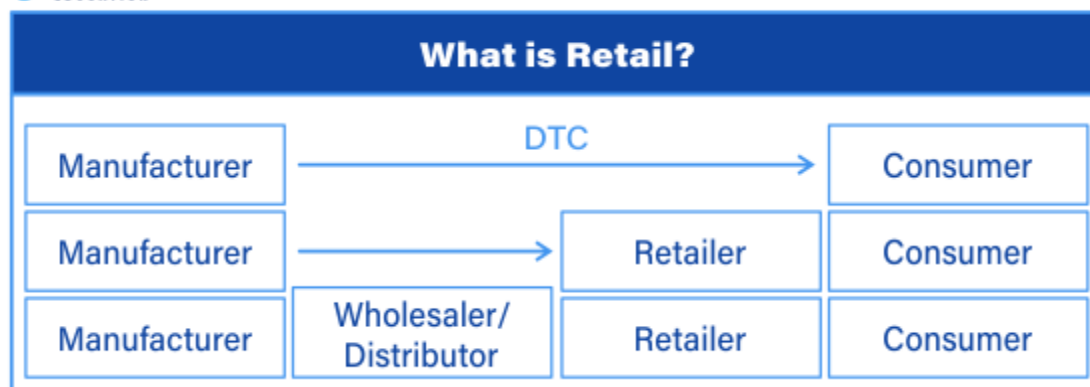 What is Retail?
DTC
Manufacturer
Consumer
Manufacturer
Retailer
Consumer
Manufacturer
Wholesaler/
Distributor
Retailer
Consumer